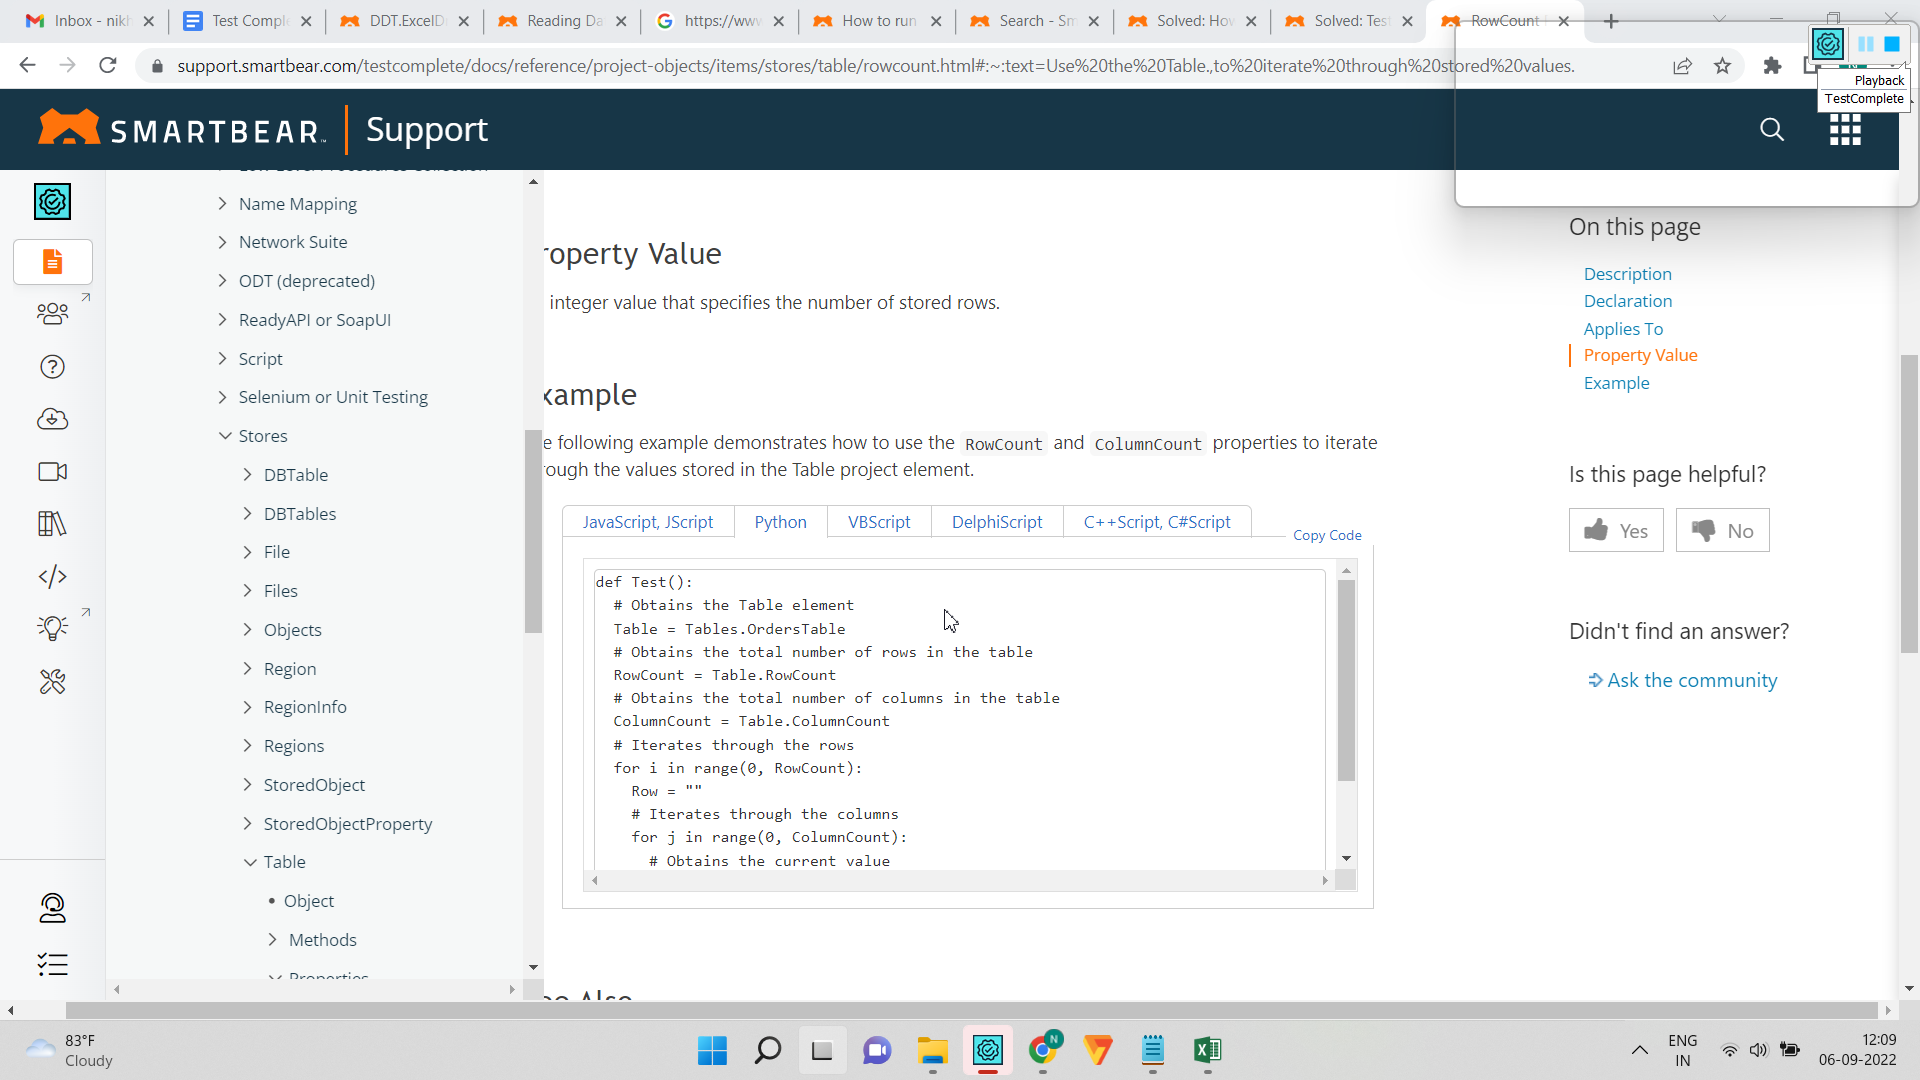 Inbox - nikh
Test Compl
DDT.ExcelD
Reading Da
https://www
How to run
Search - Sm
Solved: How
Solved: Test
RowCount
support.smartbear.com/testcomplete/docs/reference/project-objects/items/stores/table/rowcount.html#:~:text=Use%20the%20Table.,to%20iterate%20through%20stored%20values.
Playback
TestComplete
SMARTBEAR
Support
Name Mapping
Network Suite
ODT (deprecated)
ReadyAPI or SoapUI
Script
Selenium or Unit Testing
Stores
DBTable
DBTables
File
Files
Objects
Region
RegionInfo
Regions
StoredObject
StoredObjectProperty
Table
Object
Methods
Properties
roperty Value
integer value that specifies the number of stored rows.
xample
e following example demonstrates how to use the RowCount and ColumnCount properties to iterate
rough the values stored in the Table project element.
JavaScript, JScript
Python
VBScript
DelphiScript
C++Script, C#Script
Copy Code
def Test():
# Obtains the Table element
Table = Tables.OrdersTable
# Obtains the total number of rows in the table
RowCount = Table.RowCount
# Obtains the total number of columns in the table
ColumnCount = Table.ColumnCount
# Iterates through the rows
for i in range(0, RowCount):
Row = ""
# Iterates through the columns
for j in range(0, ColumnCount):
# Obtains the current value
On this page
Description
Declaration
Applies To
Property Value
Example
Is this page helpful?
Yes
No
Didn't find an answer?
Ask the community
83°F
Cloudy
N
ENG
IN
12:09
06-09-2022